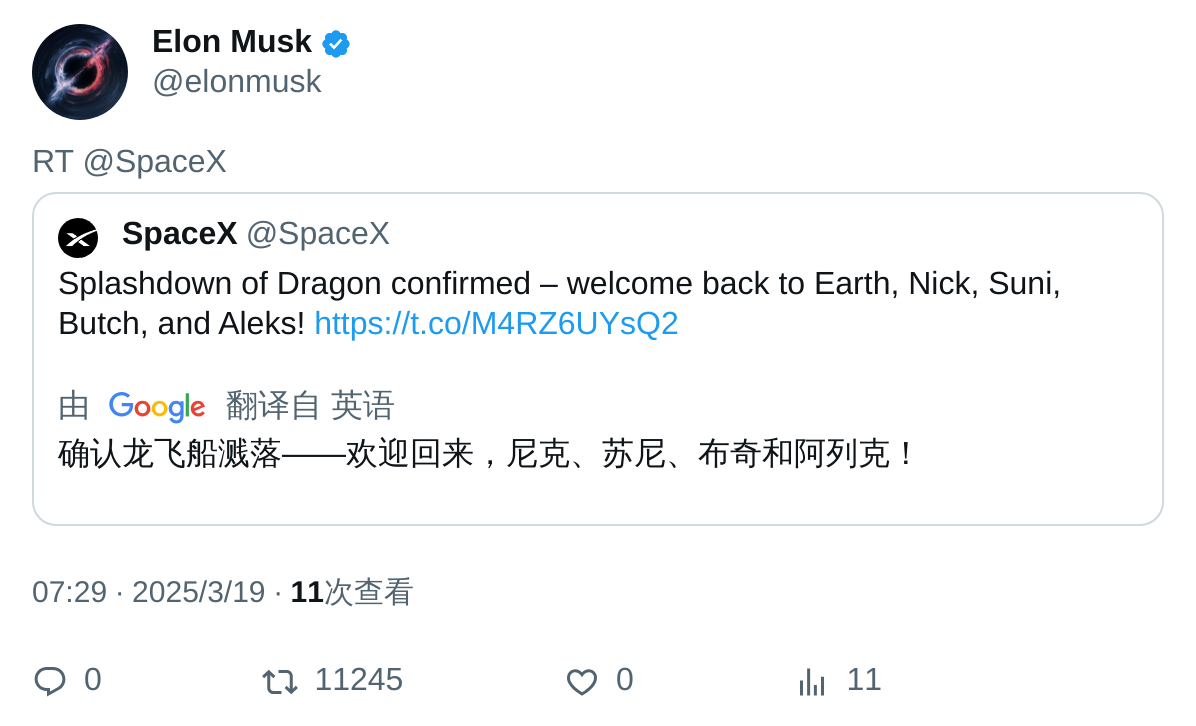 Elon Musk
@elonmusk
RT @SpaceX
SpaceX @SpaceX
Splashdown of Dragon confirmed – welcome back to Earth, Nick, Suni,
Butch, and Aleks! https://t.co/M4RZ6UYsQ2
由 Google 翻译自 英语
确认龙飞船溅落——欢迎回来，尼克、苏尼、布奇和阿列克！
07:29 · 2025/3/19 · 11次查看
0 11245 0 11